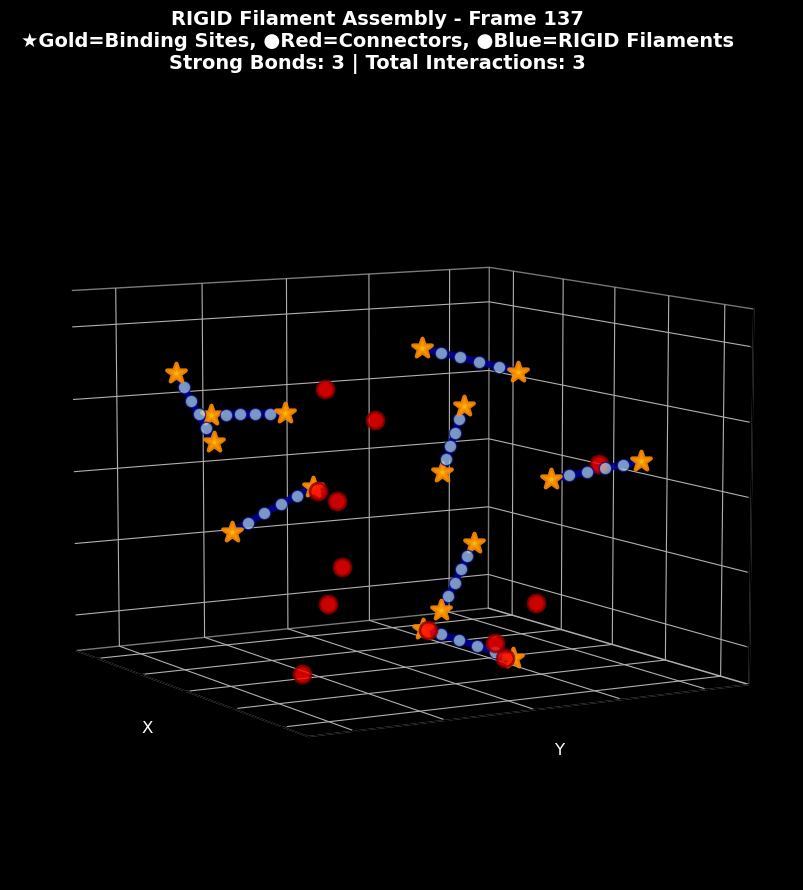 RIGID Filament Assembly - Frame 137
★Gold=Binding Sites, ●Red=Connectors, ●Blue=RIGID Filaments
Strong Bonds: 3 | Total Interactions: 3
X
Y